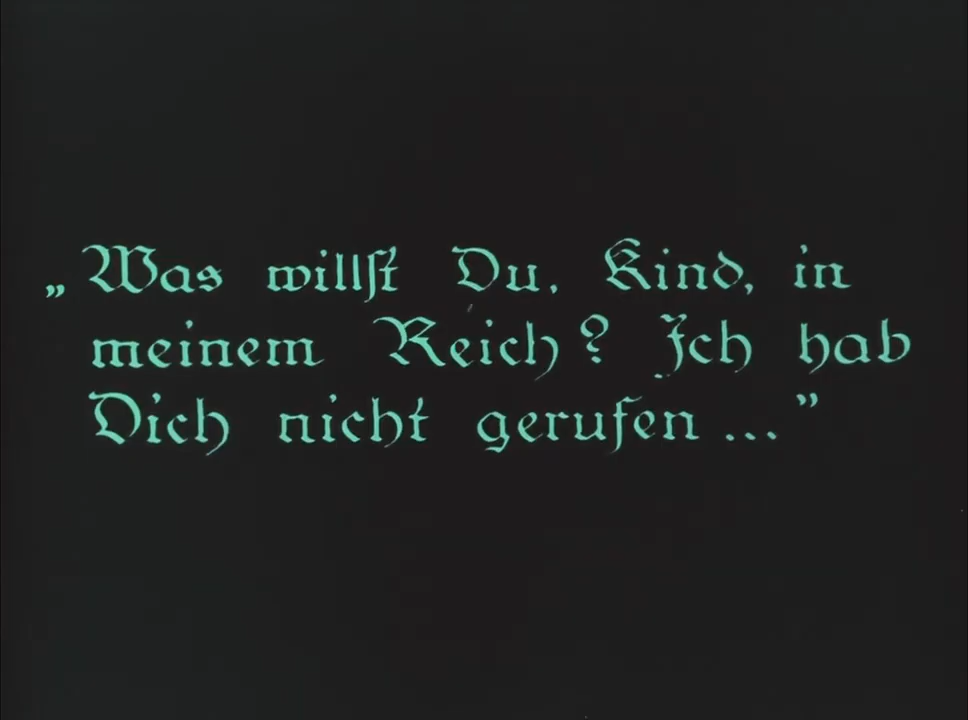 „Was willst Du, Kind, in
meinem Reich? Ich hab
Dich nicht gerufen ...”